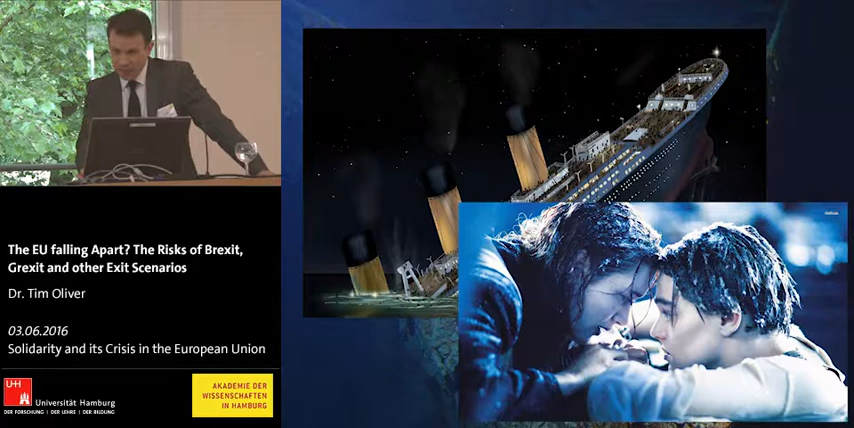 The EU falling Apart? The Risks of Brexit,
Grexit and other Exit Scenarios
Dr. Tim Oliver
03.06.2016
Solidarity and its Crisis in the European Union
U+H
Universität Hamburg
DER FORSCHUNG | DER LEHRE | DER BILDUNG
AKADEMIE DER
WISSENSCHAFTEN
IN HAMBURG